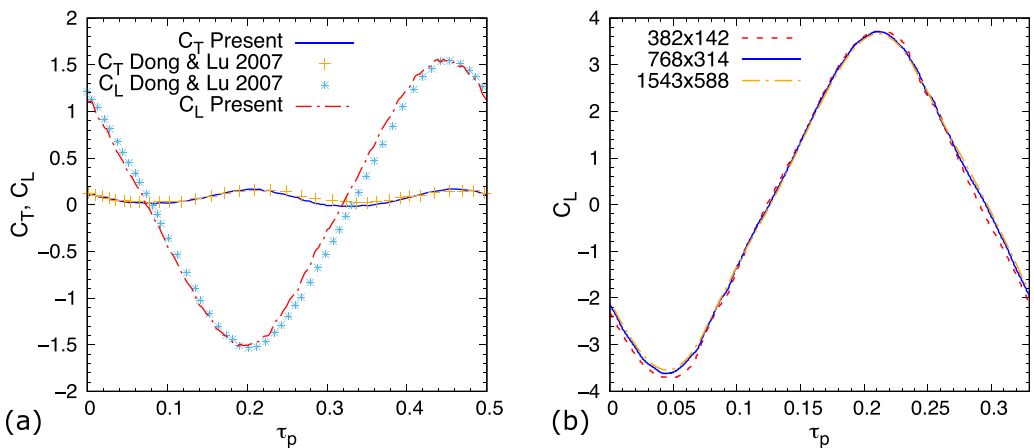 2
1.5
1
0.5
0
−0.5
−1
−1.5
−2
C_T, C_L
C_T Present
C_T Dong & Lu 2007
C_L Dong & Lu 2007
C_L Present
0 0.1 0.2 0.3 0.4 0.5
τ_p
(a)
4
3
2
1
0
−1
−2
−3
−4
C_L
382x142
768x314
1543x588
0 0.05 0.1 0.15 0.2 0.25 0.3
τ_p
(b)